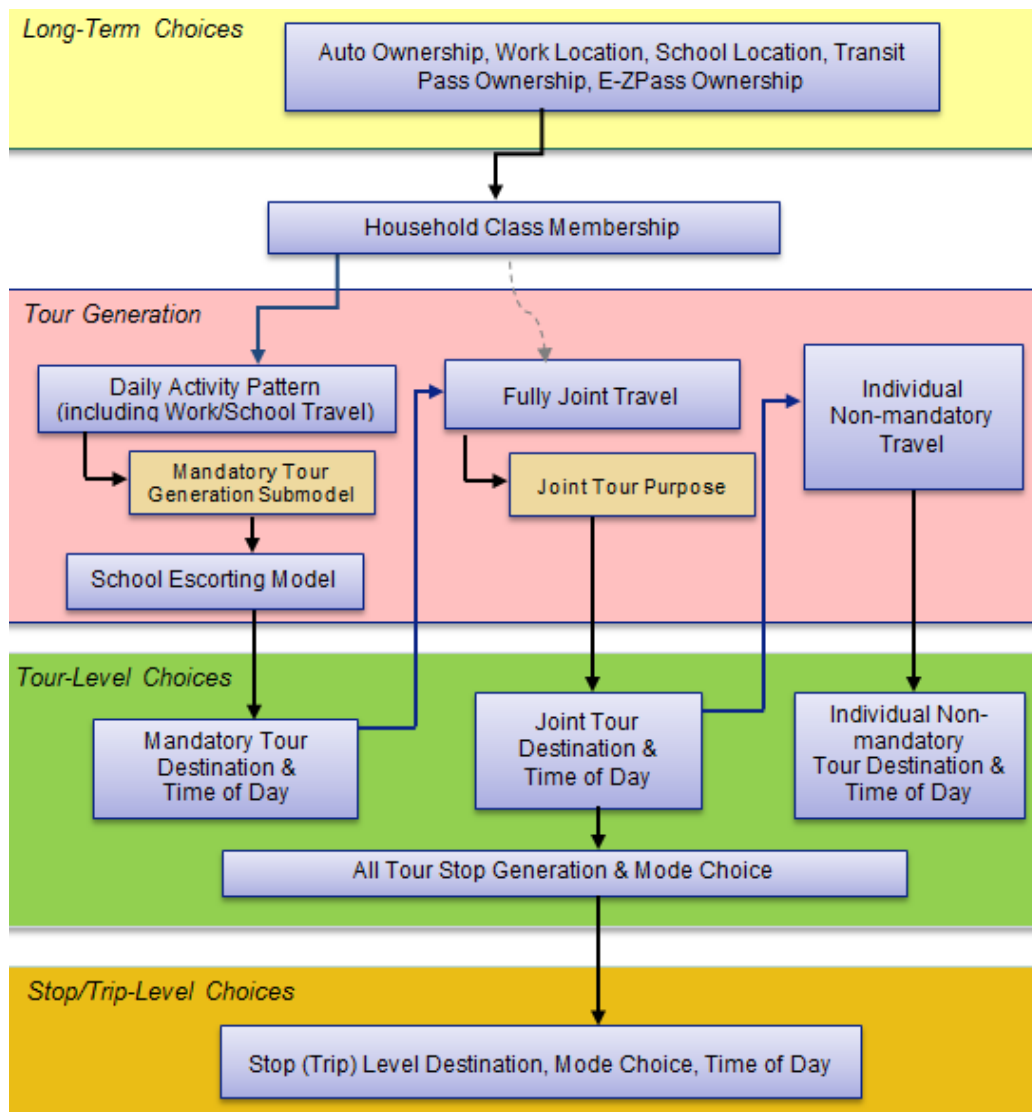 Long-Term Choices
Auto Ownership, Work Location, School Location, Transit
Pass Ownership, E-ZPass Ownership
Household Class Membership
Tour Generation
Daily Activity Pattern
(including Work/School Travel)
Fully Joint Travel
Individual
Non-mandatory
Travel
Mandatory Tour
Generation Submodel
Joint Tour Purpose
School Escorting Model
Tour-Level Choices
Mandatory Tour
Destination &
Time of Day
Joint Tour
Destination &
Time of Day
Individual Non-
mandatory
Tour Destination &
Time of Day
All Tour Stop Generation & Mode Choice
Stop/Trip-Level Choices
Stop (Trip) Level Destination, Mode Choice, Time of Day